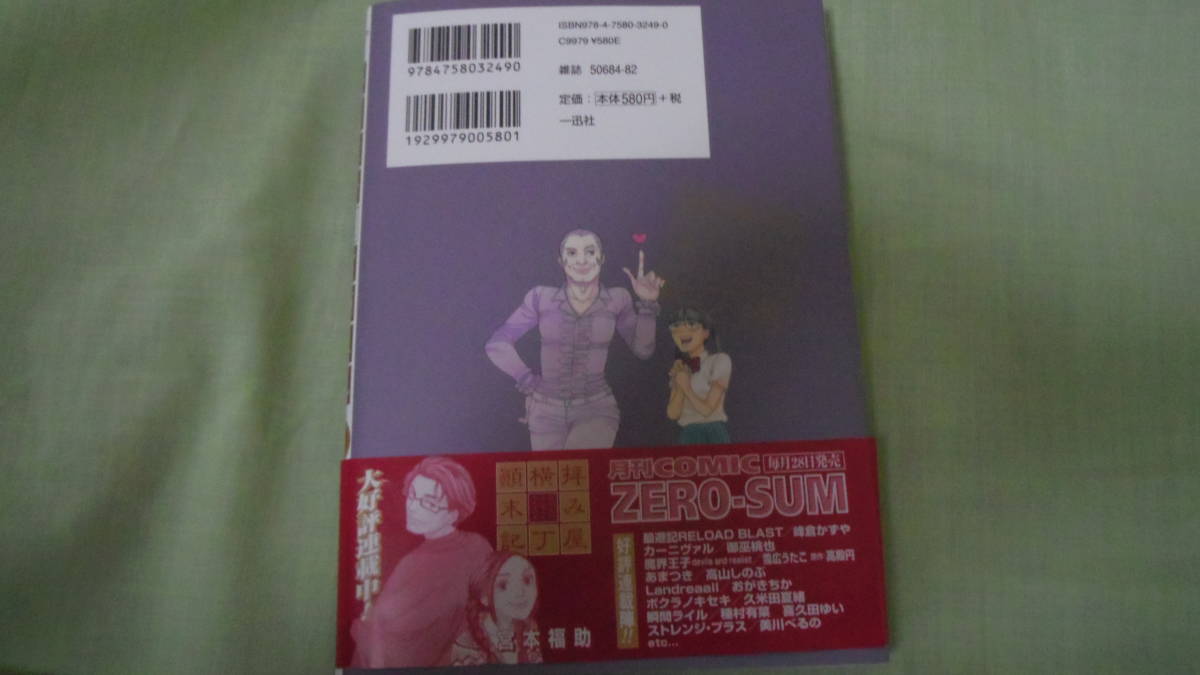 ISBN978-4-7580-3249-0
C9979 ¥580E
9784758032490
雑誌 50684-82
定価：本体580円＋税
1929979005801
一迅社
大好評連載中！
拝み屋
横丁
顚末記
宮本福助
月刊COMIC 毎月28日発売
ZERO-SUM
好評連載陣!!
最遊記RELOAD BLAST／峰倉かずや
カーニヴァル／御巫桃也
魔界王子devils and realist／雪広うたこ 原作 高殿円
あまつき／高山しのぶ
Landreaall／おがきちか
ボクラノキセキ／久米田夏緒
瞬間ライル／種村有菜／喜久田ゆい
ストレンジ・プラス／美川べるの
etc…